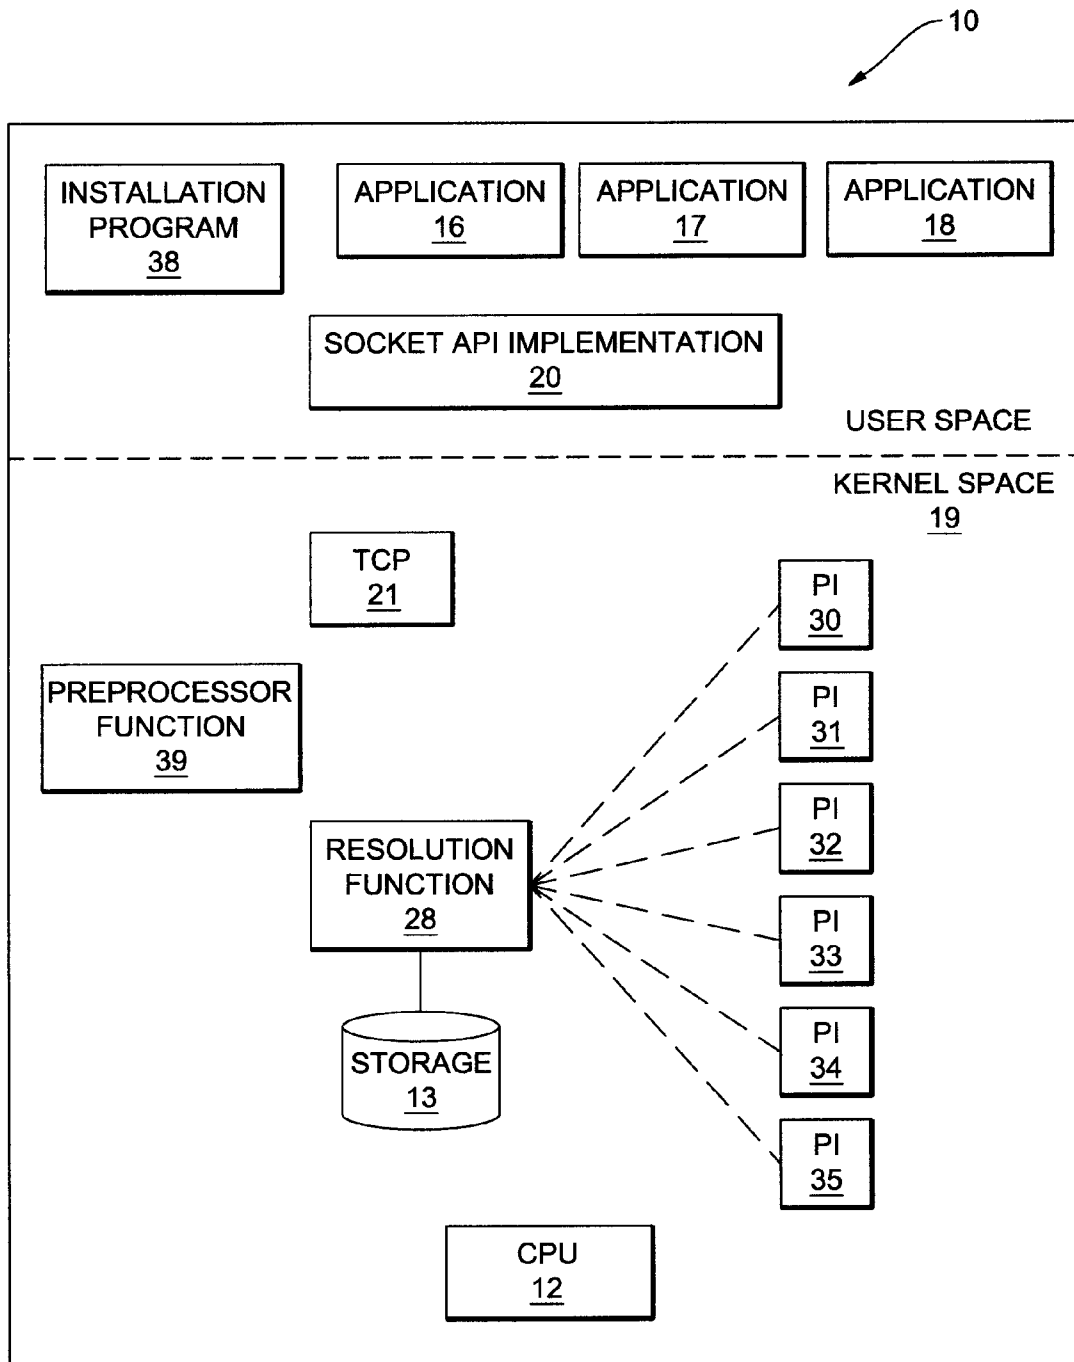 10
INSTALLATION
PROGRAM
38
APPLICATION
16
APPLICATION
17
APPLICATION
18
SOCKET API IMPLEMENTATION
20
USER SPACE
KERNEL SPACE
19
TCP
21
PREPROCESSOR
FUNCTION
39
RESOLUTION
FUNCTION
28
STORAGE
13
PI
30
PI
31
PI
32
PI
33
PI
34
PI
35
CPU
12